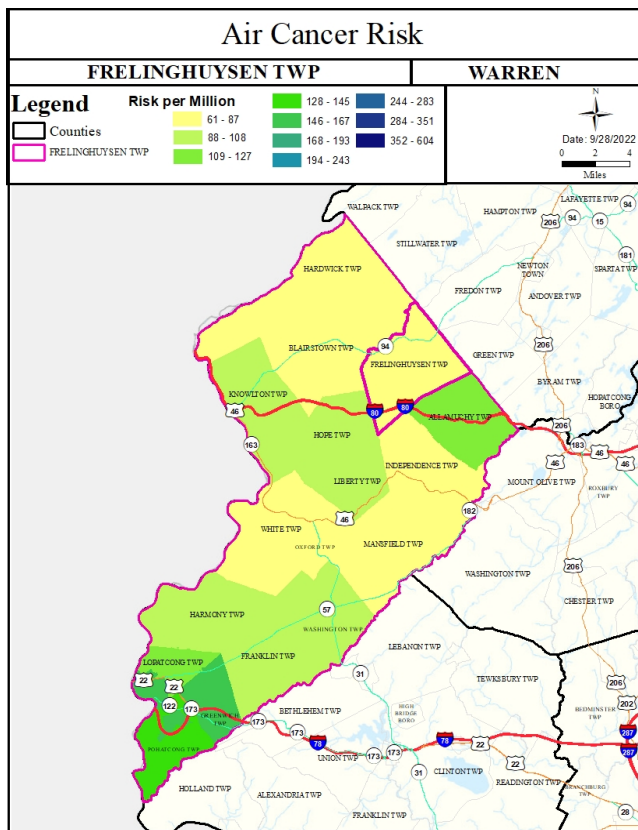 Air Cancer Risk
FRELINGHUYSEN TWP
WARREN
Legend
Counties
FRELINGHUYSEN TWP
Risk per Million
61 - 87
88 - 108
109 - 127
128 - 145
146 - 167
168 - 193
194 - 243
244 - 283
284 - 351
352 - 604
N
Date: 9/28/2022
0 2 4
Miles
WALPACK TWP
HAMPTON TWP
LAFAYETTE TWP
94
206
94
15
STILLWATER TWP
181
HARDWICK TWP
NEWTON
TOWN
SPARTA TWP
FREDON TWP
ANDOVER TWP
94
BLAIRSTOWN TWP
206
GREEN TWP
FRELINGHUYSEN TWP
BYRAM TWP
KNOWLTON TWP
HOPATCONG
BORO
46
80
80
ALLAMUCHY TWP
206
HOPE TWP
163
183
46
46
46
INDEPENDENCE TWP
LIBERTY TWP
MOUNT OLIVE TWP
ROXBURY
TWP
182
46
WHITE TWP
OXFORD TWP
MANSFIELD TWP
206
WASHINGTON TWP
CHESTER TWP
57
HARMONY TWP
WASHINGTON TWP
LEBANON TWP
FRANKLIN TWP
LOPATCONG TWP
31
TEWKSBURY TWP
22
22
206
202
122
173
GREENWICH
TWP
BETHLEHEM TWP
HIGH
BRIDGE
BORO
BEDMINSTER
TWP
173
173
78
78
287
POHATCONG TWP
UNION TWP
173
173
22
287
31
CLINTON TWP
22
READINGTON TWP
HOLLAND TWP
ALEXANDRIA TWP
BRANCHBURG
TWP
FRANKLIN TWP
28